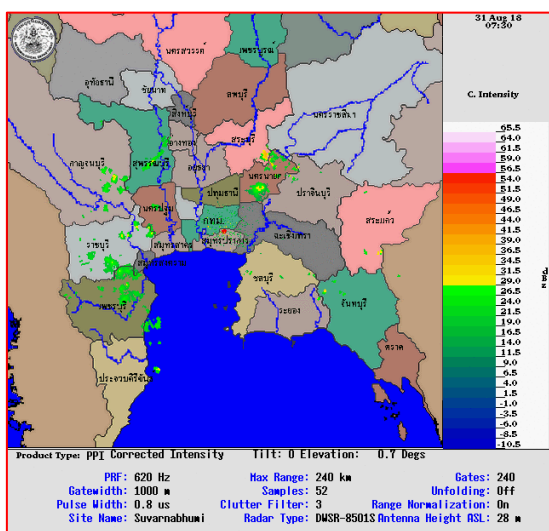 31 Aug 18
07:30
C. Intensity
นครสวรรค์
เพชรบูรณ์
อุทัยธานี
ชัยนาท
ลพบุรี
นครราชสีมา
สิงห์บุรี
อ่างทอง
สระบุรี
สุพรรณบุรี
อยุธยา
กาญจนบุรี
นครนายก
ปราจีนบุรี
ปทุมธานี
นครปฐม
สระแก้ว
กทม.
ฉะเชิงเทรา
ราชบุรี
สมุทรสาคร
สมุทรปราการ
ชลบุรี
เพชรบุรี
ระยอง
จันทบุรี
ตราด
65.5
64.0
61.5
59.0
56.5
54.0
51.5
49.0
46.5
44.0
41.5
39.0
36.5
34.0
31.5
29.0
26.5
24.0
21.5
19.0
16.5
14.0
11.5
9.0
6.5
4.0
1.5
-1.0
-3.5
-6.0
-8.5
-10.5
Product Type: PPI Corrected Intensity Tilt: 0 Elevation: 0.7 Degs
PRF: 620 Hz Max Range: 240 km Gates: 240
Gatewidth: 1000 m Samples: 52 Unfolding: Off
Pulse Width: 0.8 us Clutter Filter: 3 Range Normalization: On
Site Name: Suvarnabhumi Radar Type: DWSR-8501S Antenna Height ASL: 28 m